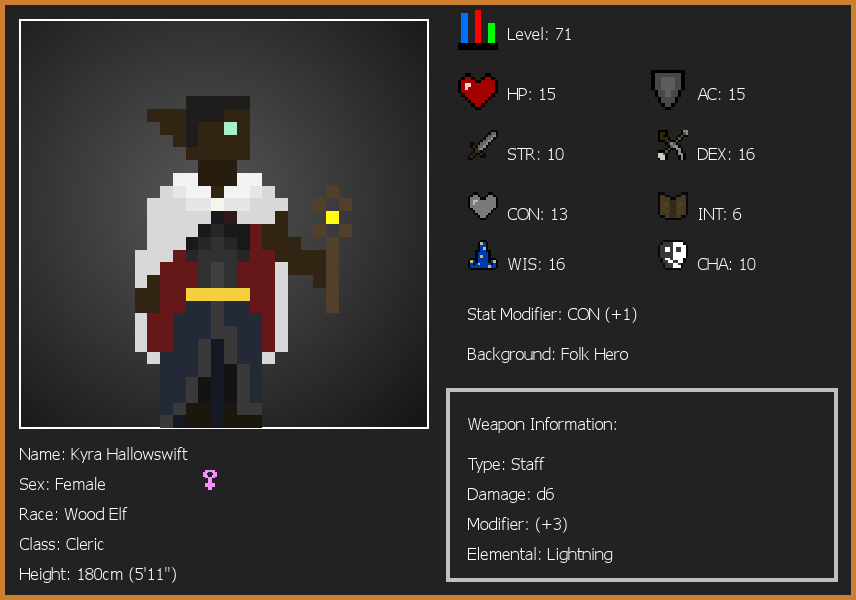 Level: 71
HP: 15
AC: 15
STR: 10
DEX: 16
CON: 13
INT: 6
WIS: 16
CHA: 10
Stat Modifier: CON (+1)
Background: Folk Hero
Weapon Information:
Type: Staff
Damage: d6
Modifier: (+3)
Elemental: Lightning
Name: Kyra Hallowswift
Sex: Female
Race: Wood Elf
Class: Cleric
Height: 180cm (5'11")